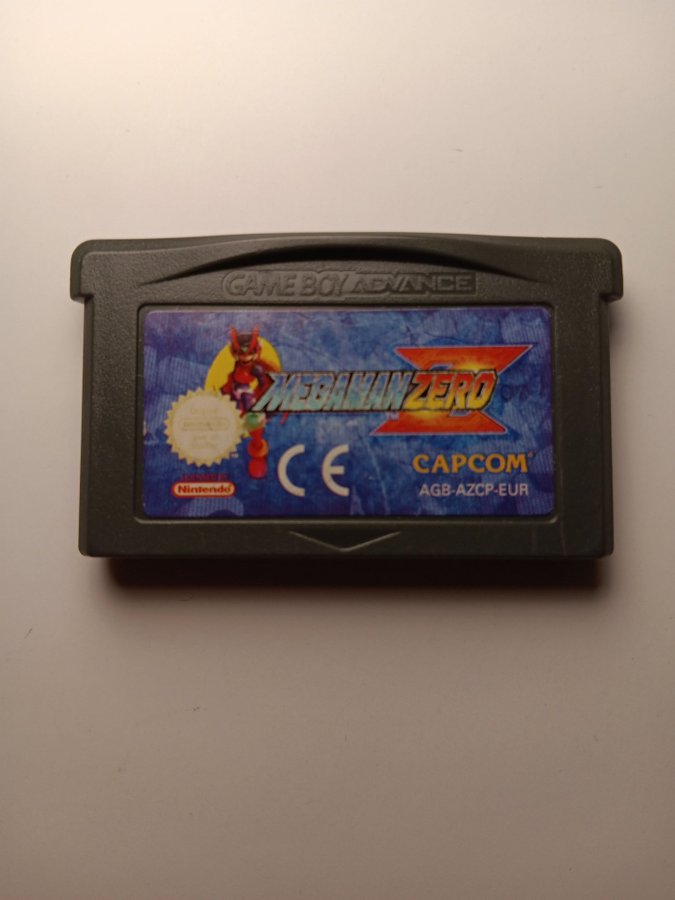 GAME BOY ADVANCE
MEGAMAN ZERO
CE
CAPCOM
Nintendo
AGB-AZCP-EUR